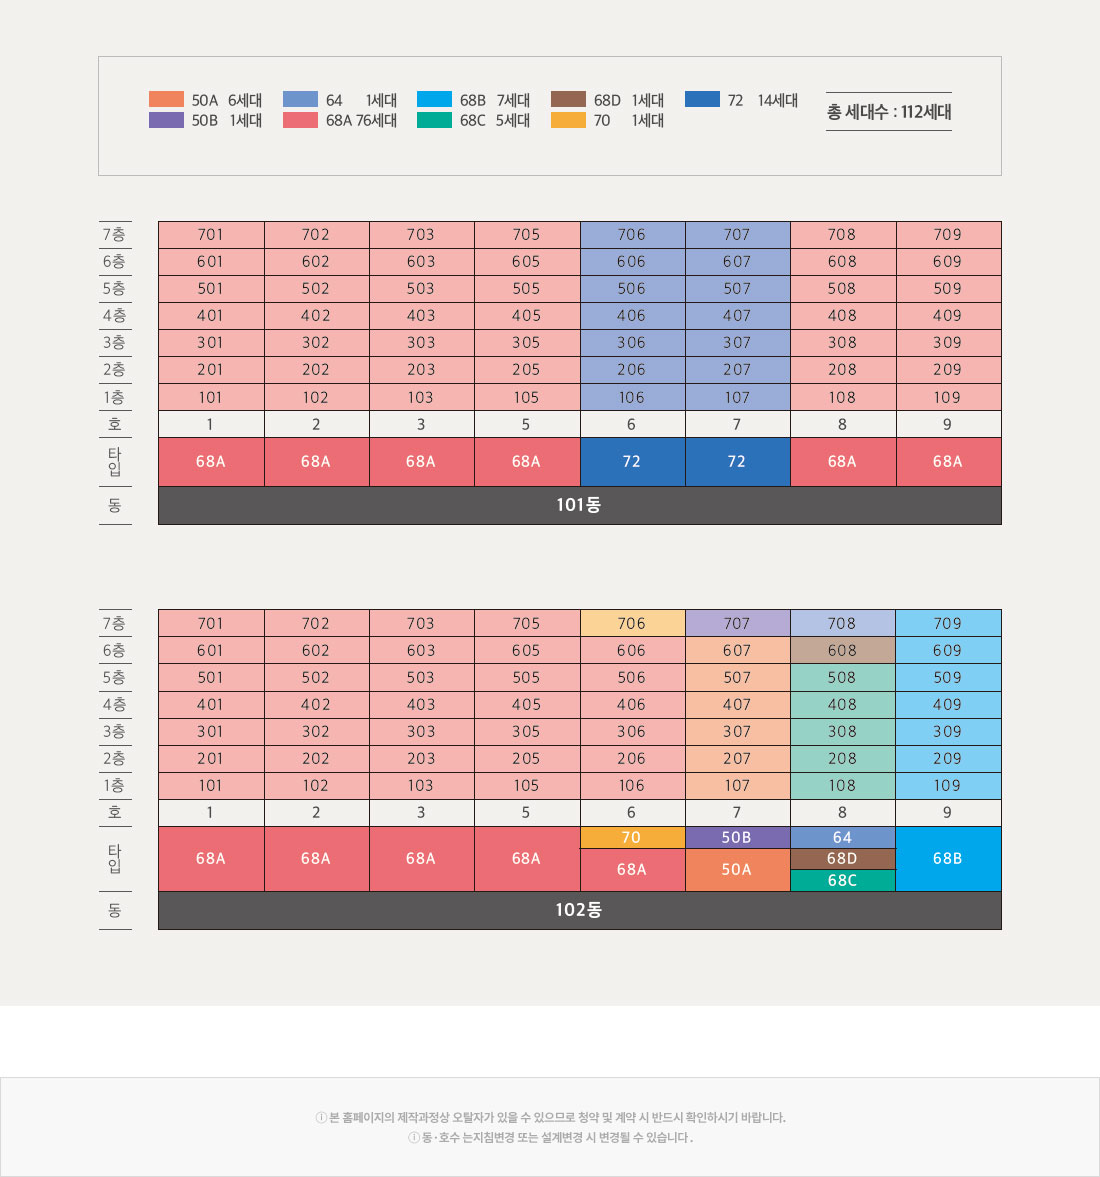 50A 6세대 64 1세대 68B 7세대 68D 1세대 72 14세대
50B 1세대 68A 76세대 68C 5세대 70 1세대
총 세대수 : 112세대
7층 701 702 703 705 706 707 708 709
6층 601 602 603 605 606 607 608 609
5층 501 502 503 505 506 507 508 509
4층 401 402 403 405 406 407 408 409
3층 301 302 303 305 306 307 308 309
2층 201 202 203 205 206 207 208 209
1층 101 102 103 105 106 107 108 109
호 1 2 3 5 6 7 8 9
타입 68A 68A 68A 68A 72 72 68A 68A
동 101동
7층 701 702 703 705 706 707 708 709
6층 601 602 603 605 606 607 608 609
5층 501 502 503 505 506 507 508 509
4층 401 402 403 405 406 407 408 409
3층 301 302 303 305 306 307 308 309
2층 201 202 203 205 206 207 208 209
1층 101 102 103 105 106 107 108 109
호 1 2 3 5 6 7 8 9
70 50B 64
타입 68A 68A 68A 68A 68D 68B
68A 50A
68C
동 102동
ⓘ 본 홈페이지의 제작과정상 오탈자가 있을 수 있으므로 청약 및 계약 시 반드시 확인하시기 바랍니다.
ⓘ 동·호수 는지침변경 또는 설계변경 시 변경될 수 있습니다.